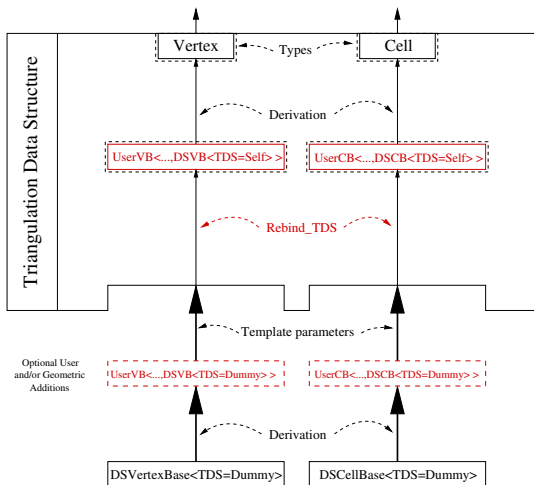 Vertex
Types
Cell
Triangulation Data Structure
Derivation
UserVB<...,DSVB<TDS=Self> >
UserCB<...,DSCB<TDS=Self> >
Rebind_TDS
Template parameters
Optional User
and/or Geometric
Additions
UserVB<...,DSVB<TDS=Dummy> >
UserCB<...,DSCB<TDS=Dummy> >
Derivation
DSVertexBase<TDS=Dummy>
DSCellBase<TDS=Dummy>